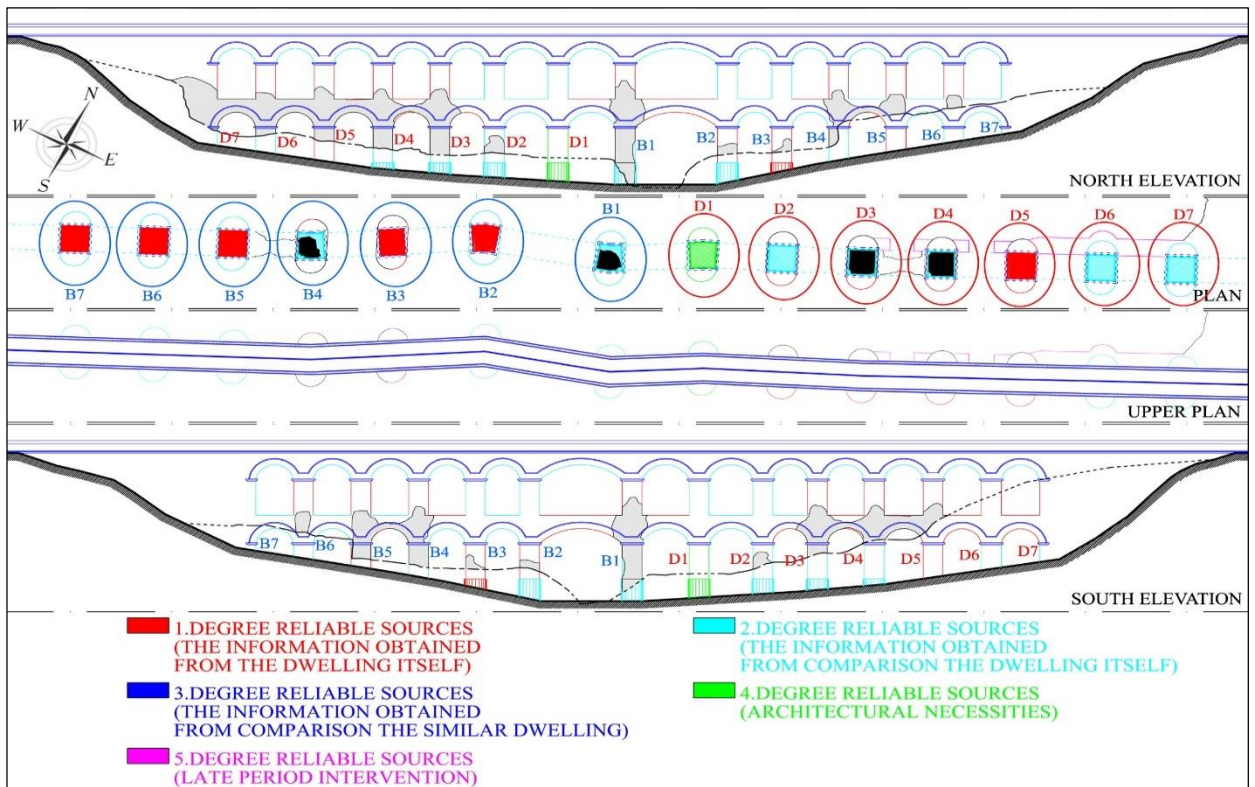 N
W
E
S
D7 D6 D5 D4 D3 D2 D1 B1 B2 B3 B4 B5 B6 B7
NORTH ELEVATION
B1 D1 D2 D3 D4 D5 D6 D7
B7 B6 B5 B4 B3 B2
PLAN
UPPER PLAN
B7 B6 B5 B4 B3 B2 B1 D1 D2 D3 D4 D5 D6 D7
SOUTH ELEVATION
1.DEGREE RELIABLE SOURCES
(THE INFORMATION OBTAINED
FROM THE DWELLING ITSELF)
2.DEGREE RELIABLE SOURCES
(THE INFORMATION OBTAINED
FROM COMPARISON THE DWELLING ITSELF)
3.DEGREE RELIABLE SOURCES
(THE INFORMATION OBTAINED
FROM COMPARISON THE SIMILAR DWELLING)
4.DEGREE RELIABLE SOURCES
(ARCHITECTURAL NECESSITIES)
5.DEGREE RELIABLE SOURCES
(LATE PERIOD INTERVENTION)